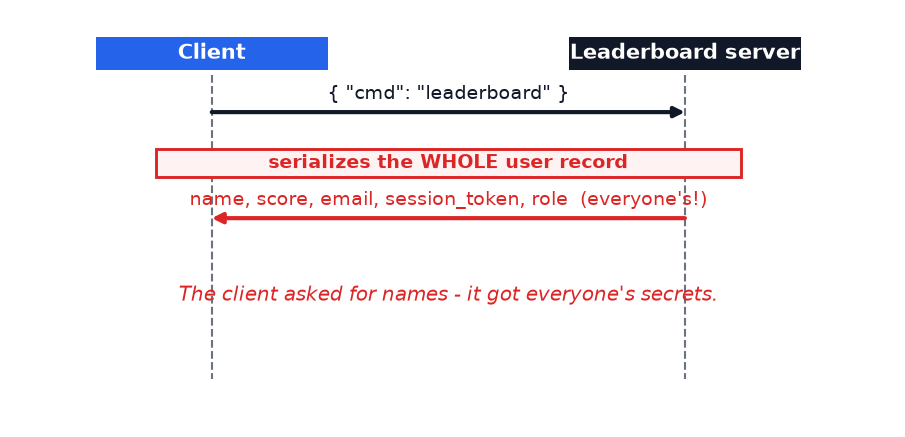 Client
Leaderboard server
{ "cmd": "leaderboard" }
serializes the WHOLE user record
name, score, email, session_token, role  (everyone's!)
The client asked for names - it got everyone's secrets.